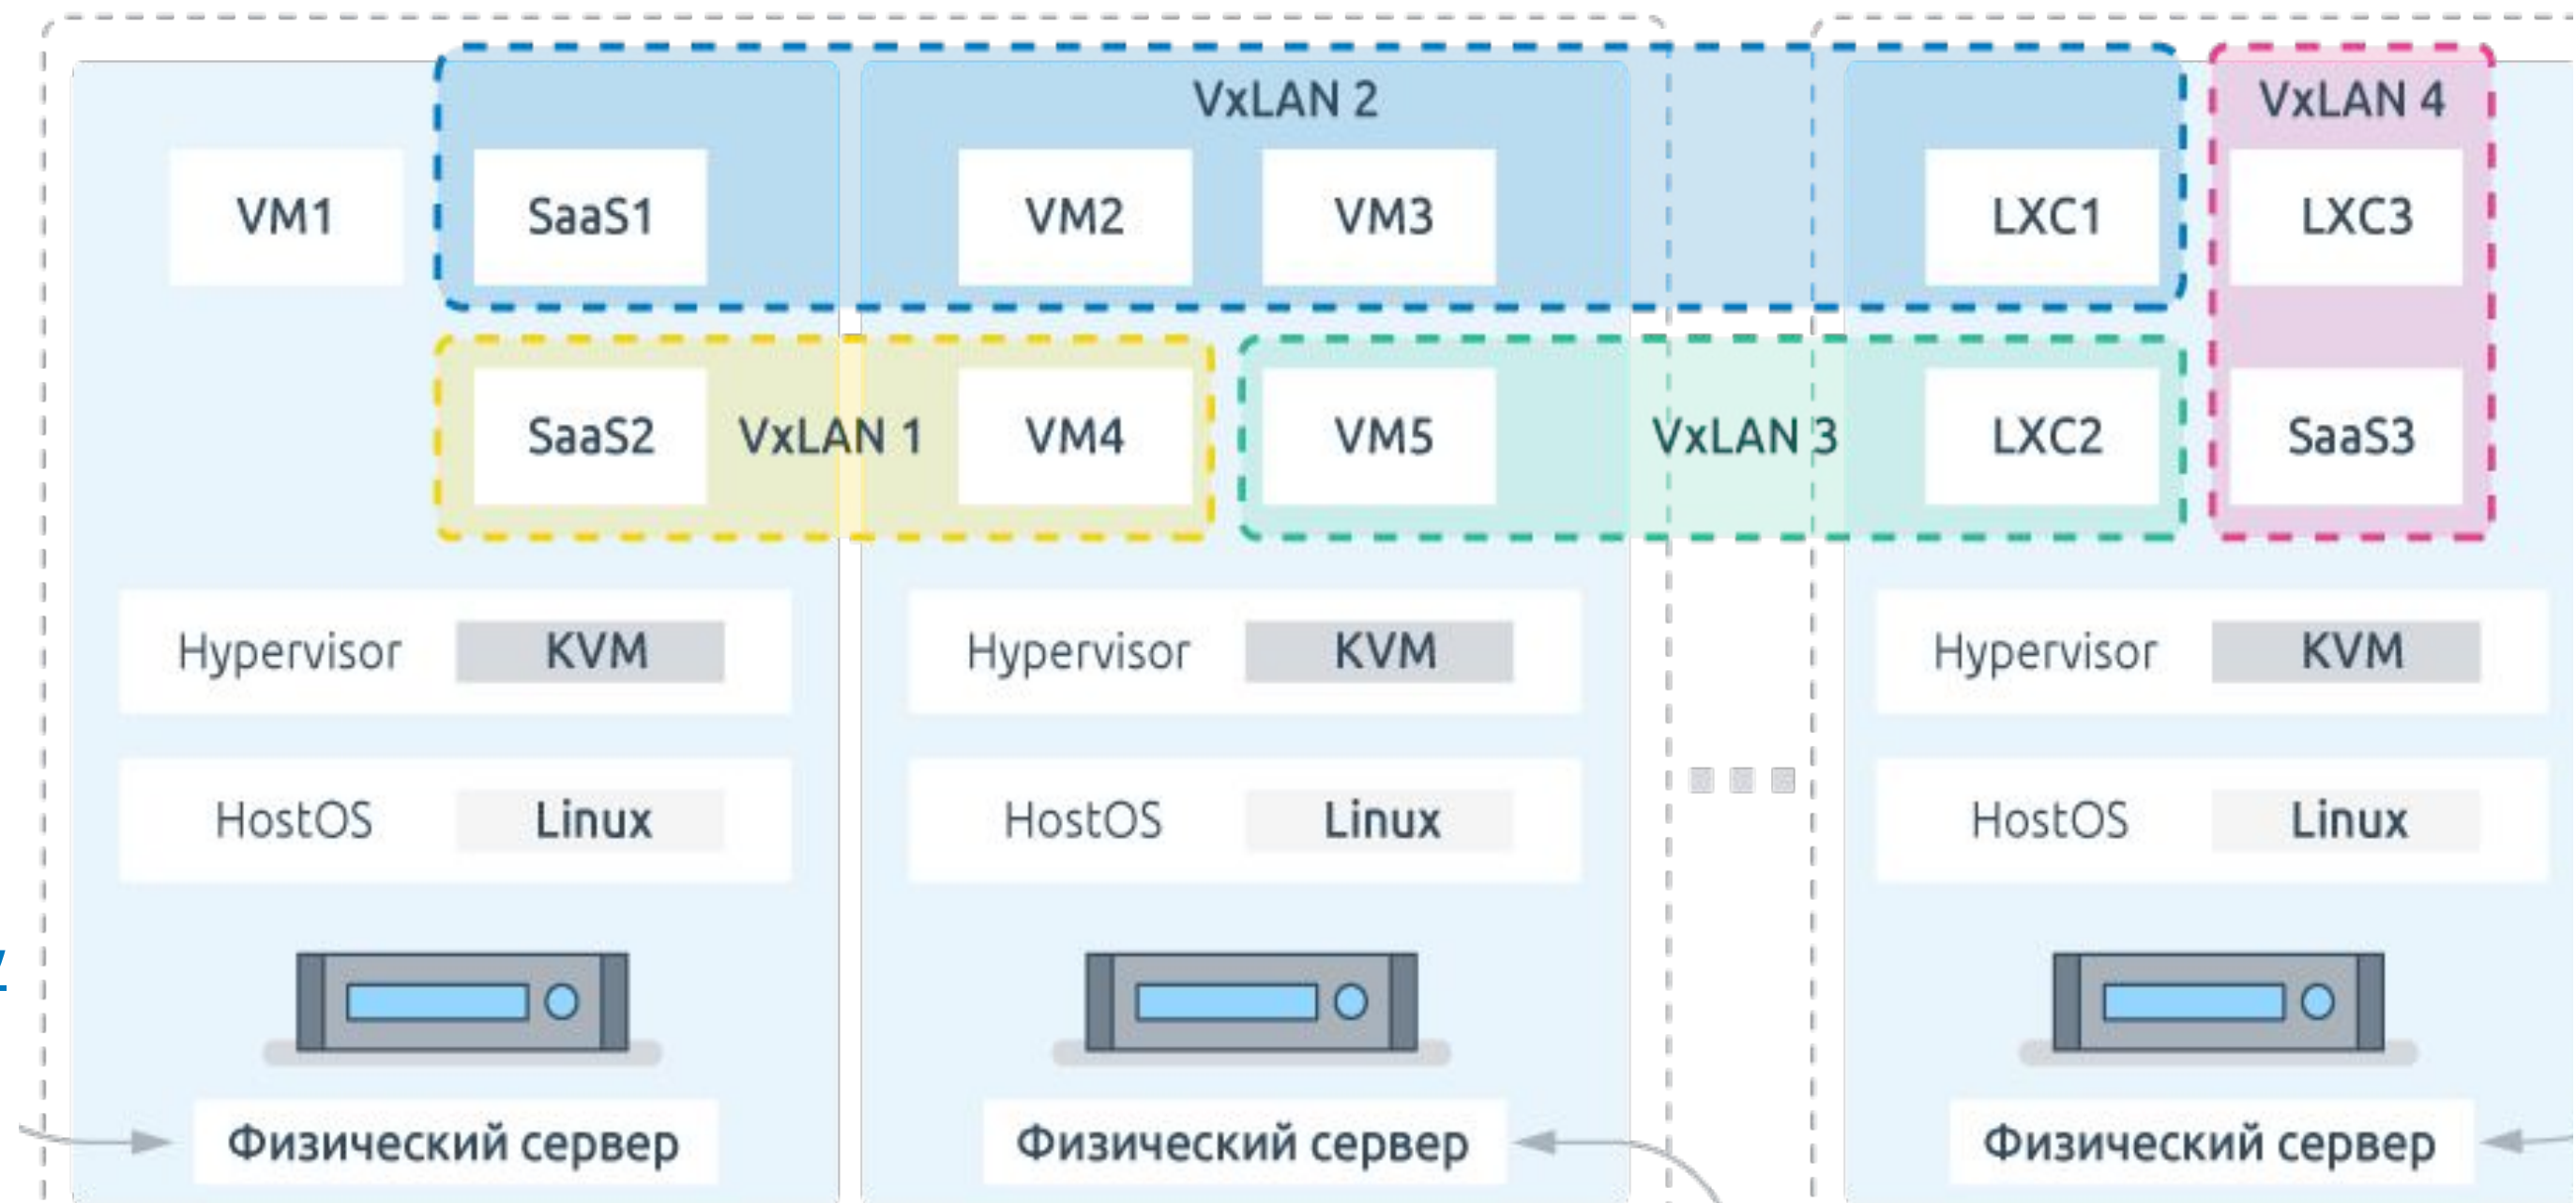 VxLAN 2
VxLAN 4
VM1
SaaS1
VM2
VM3
LXC1
LXC3
SaaS2
VxLAN 1
VM4
VM5
VxLAN 3
LXC2
SaaS3
Hypervisor KVM
Hypervisor KVM
Hypervisor KVM
HostOS Linux
HostOS Linux
HostOS Linux
Физический сервер
Физический сервер
Физический сервер